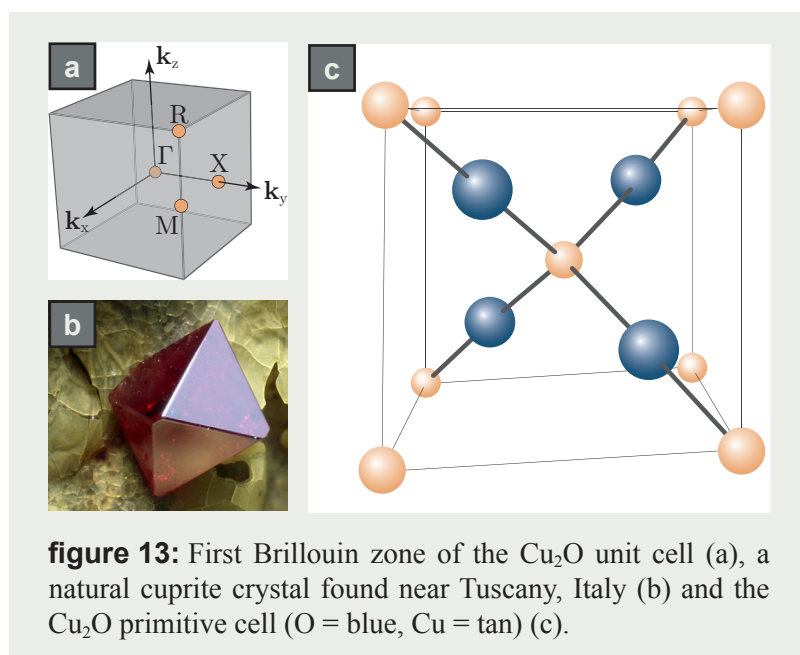 a
k_z
R
Γ
X
k_y
k_x
M
b
c
figure 13: First Brillouin zone of the Cu₂O unit cell (a), a
natural cuprite crystal found near Tuscany, Italy (b) and the
Cu₂O primitive cell (O = blue, Cu = tan) (c).